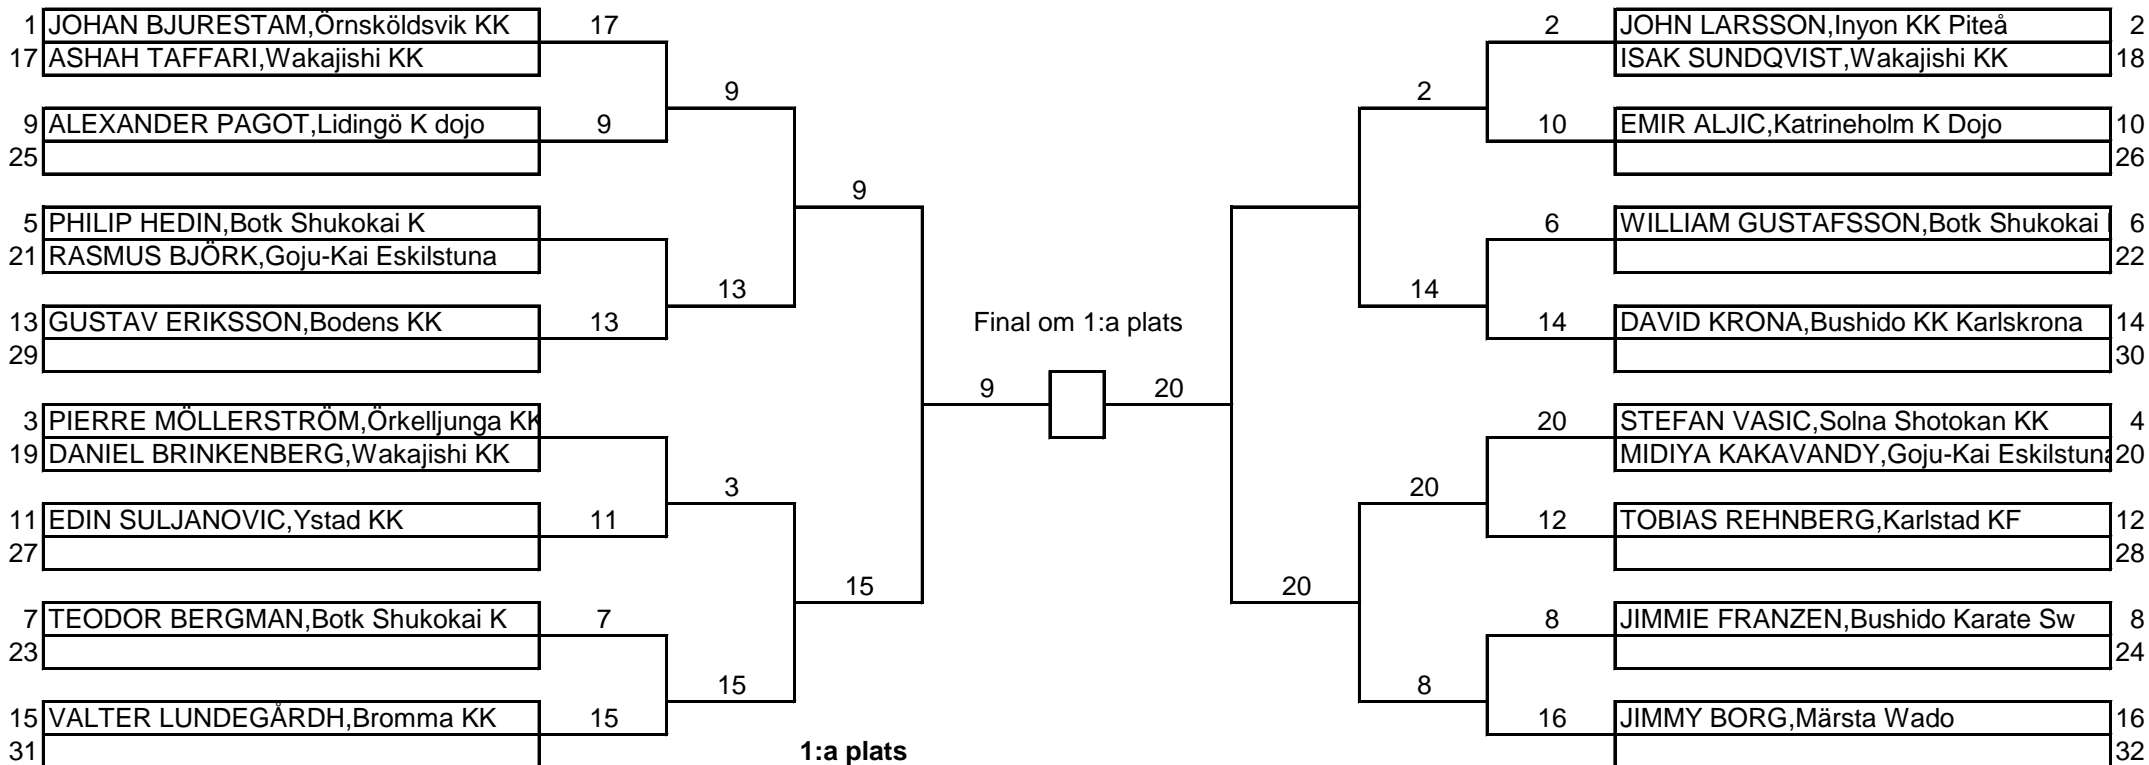 1 JOHAN BJURESTAM,Örnsköldsvik KK 17 2 JOHN LARSSON,Inyon KK Piteå 2
17 ASHAH TAFFARI,Wakajishi KK ISAK SUNDQVIST,Wakajishi KK 18
9 2
9 ALEXANDER PAGOT,Lidingö K dojo 9 10 EMIR ALJIC,Katrineholm K Dojo 10
25 26
9
5 PHILIP HEDIN,Botk Shukokai K 6 WILLIAM GUSTAFSSON,Botk Shukokai 6
21 RASMUS BJÖRK,Goju-Kai Eskilstuna 22
13 14
13 GUSTAV ERIKSSON,Bodens KK 13 Final om 1:a plats 14 DAVID KRONA,Bushido KK Karlskrona 14
29 30
9 20
3 PIERRE MÖLLERSTRÖM,Örkelljunga KK 20 STEFAN VASIC,Solna Shotokan KK 4
19 DANIEL BRINKENBERG,Wakajishi KK MIDIYA KAKAVANDY,Goju-Kai Eskilstuna 20
3 20
11 EDIN SULJANOVIC,Ystad KK 11 12 TOBIAS REHNBERG,Karlstad KF 12
27 28
15 20
7 TEODOR BERGMAN,Botk Shukokai K 7 8 JIMMIE FRANZEN,Bushido Karate Sw 8
23 24
15 8
15 VALTER LUNDEGÅRDH,Bromma KK 15 16 JIMMY BORG,Märsta Wado 16
31 1:a plats 32